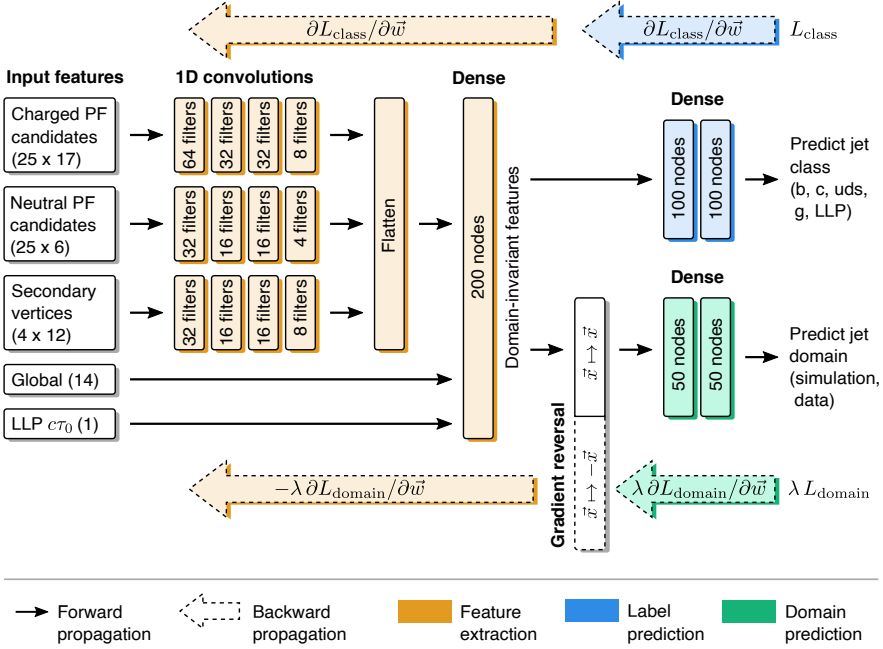 ∂L_class/∂w⃗
∂L_class/∂w⃗
L_class
Input features
1D convolutions
Dense
Charged PF
candidates
(25 x 17)
64 filters
32 filters
32 filters
8 filters
Neutral PF
candidates
(25 x 6)
32 filters
16 filters
16 filters
4 filters
Secondary
vertices
(4 x 12)
32 filters
16 filters
16 filters
8 filters
Global (14)
LLP cτ₀ (1)
Flatten
200 nodes
Domain-invariant features
Dense
100 nodes
100 nodes
Predict jet
class
(b, c, uds,
g, LLP)
Dense
x⃗ ↦ x⃗
50 nodes
50 nodes
Predict jet
domain
(simulation,
data)
Gradient reversal
x⃗ ↦ −x⃗
−λ ∂L_domain/∂w⃗
λ ∂L_domain/∂w⃗
λ L_domain
Forward
propagation
Backward
propagation
Feature
extraction
Label
prediction
Domain
prediction